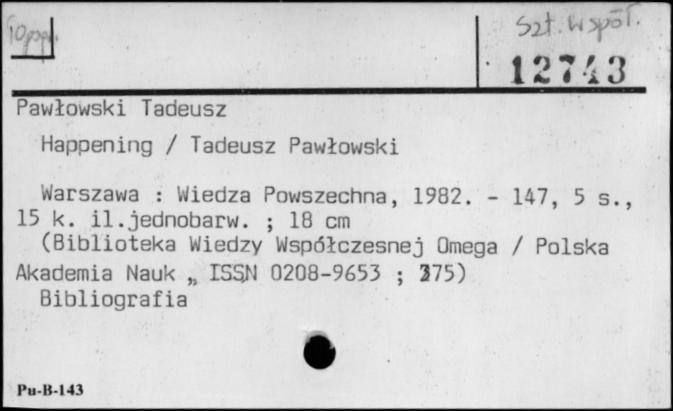 Szt. współ.
12743
Pawłowski Tadeusz
Happening / Tadeusz Pawłowski
Warszawa : Wiedza Powszechna, 1982. - 147, 5 s.,
15 k. il.jednobarw. ; 18 cm
(Biblioteka Wiedzy Współczesnej Omega / Polska
Akademia Nauk „ ISSN 0208-9653 ; 375)
Bibliografia
Pu-B-143